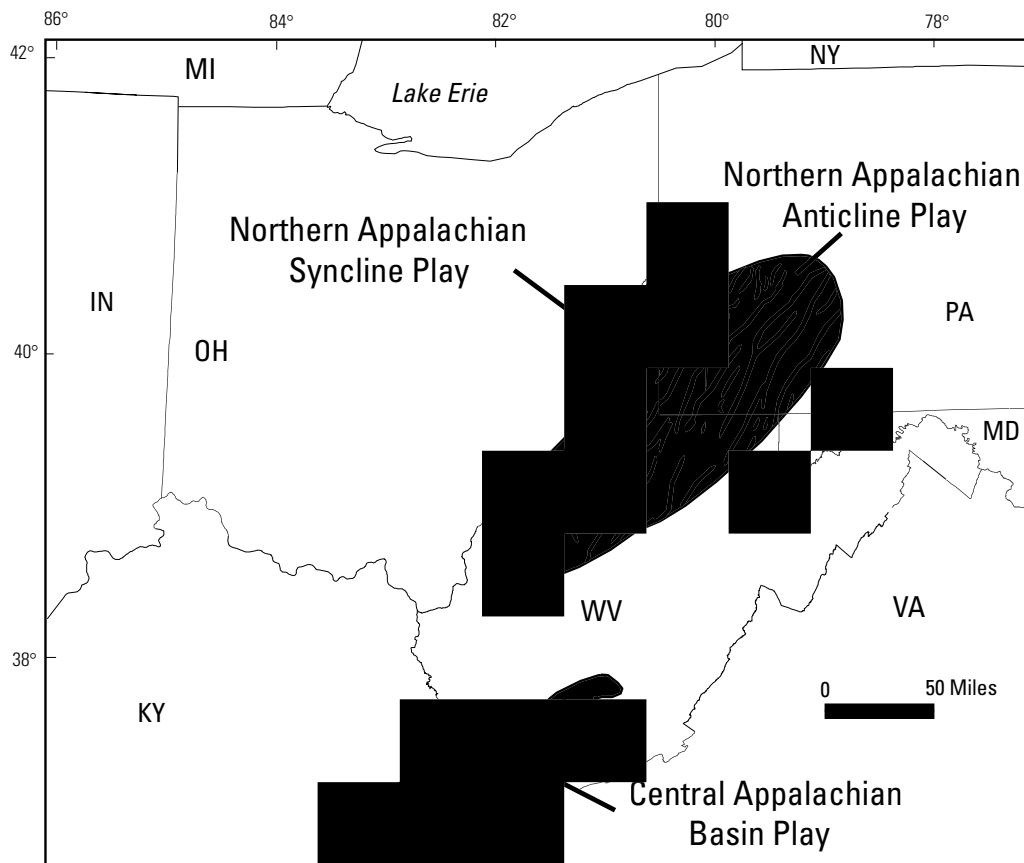 86°
84°
82°
80°
78°
42°
MI
NY
Lake Erie
Northern Appalachian
Anticline Play
Northern Appalachian
Syncline Play
IN
PA
OH
40°
MD
WV
VA
38°
0 50 Miles
KY
Central Appalachian
Basin Play